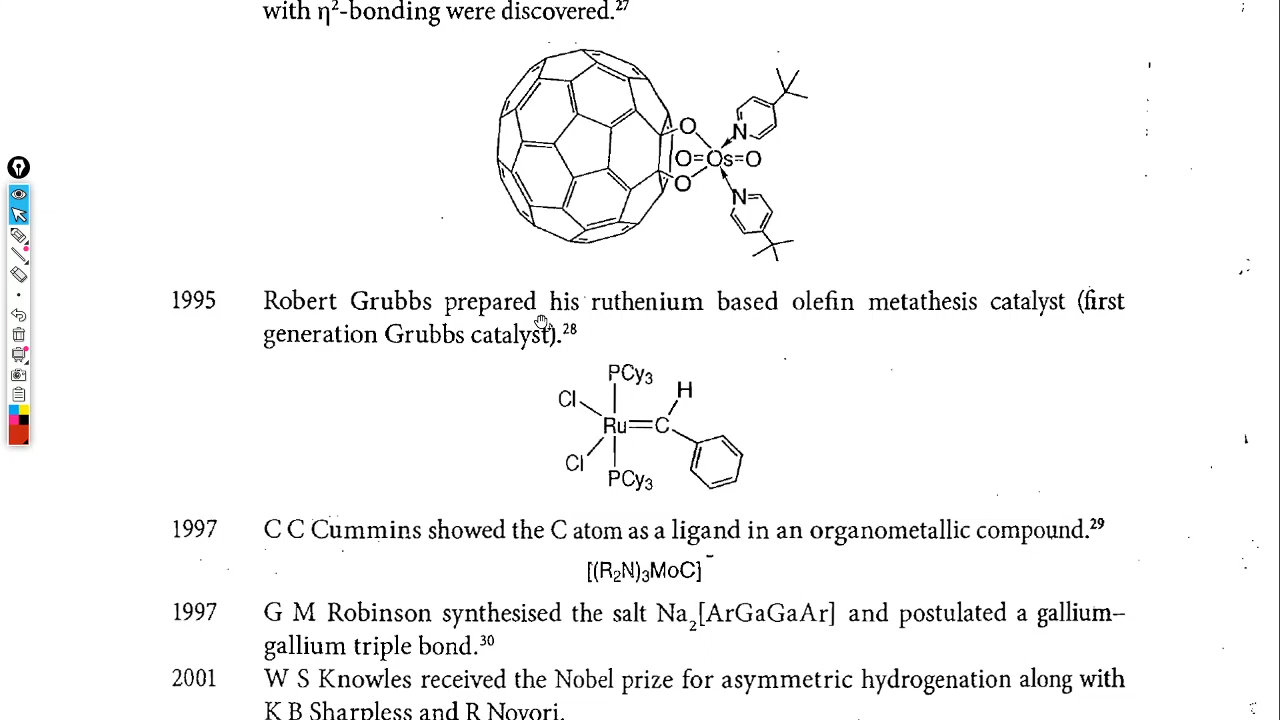 with η²-bonding were discovered.²⁷
O
N
O=Os=O
O
N
1995 Robert Grubbs prepared his ruthenium based olefin metathesis catalyst (first
generation Grubbs catalyst).²⁸
PCy₃
H
Cl
Ru=C
Cl
PCy₃
1997 C C Cummins showed the C atom as a ligand in an organometallic compound.²⁹
[(R₂N)₃MoC]⁻
1997 G M Robinson synthesised the salt Na₂[ArGaGaAr] and postulated a gallium–
gallium triple bond.³⁰
2001 W S Knowles received the Nobel prize for asymmetric hydrogenation along with
K B Sharpless and R Noyori.